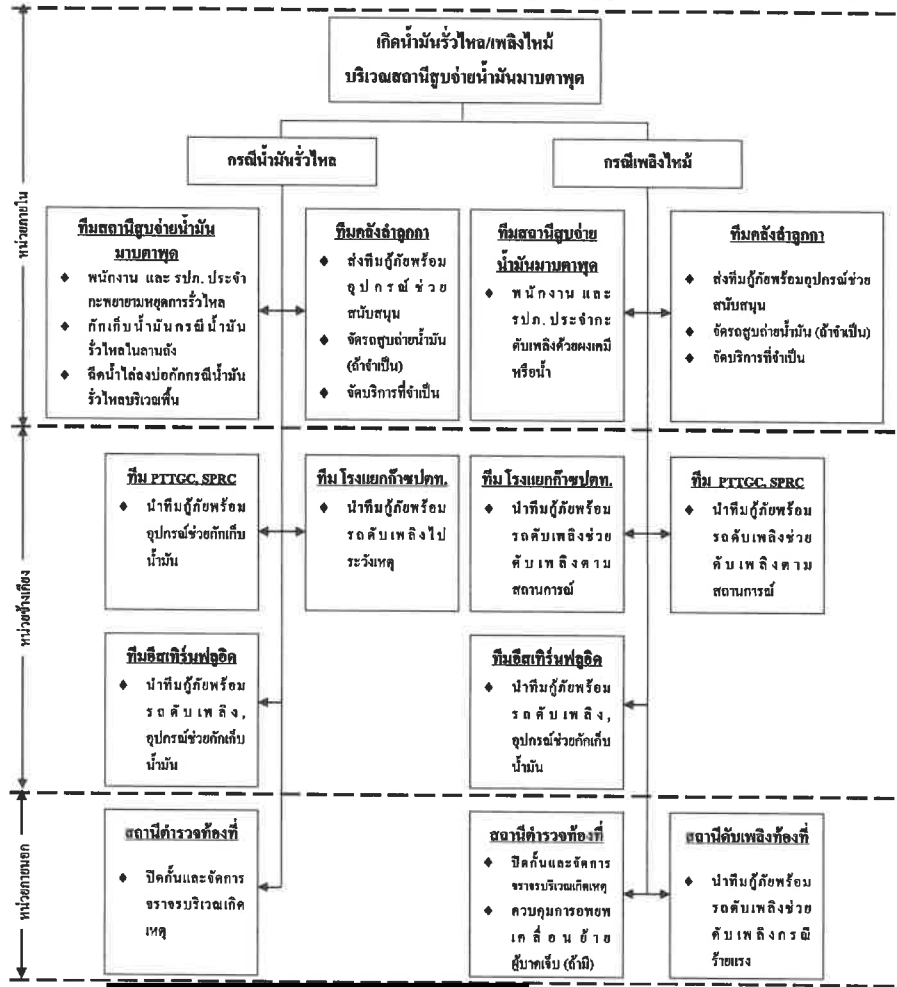 เกิดน้ำมันรั่วไหล/เพลิงไหม้
บริเวณสถานีสูบจ่ายน้ำมันมาบตาพุด
กรณีน้ำมันรั่วไหล
กรณีเพลิงไหม้
หน่วยภายใน
ทีมสถานีสูบจ่ายน้ำมัน
มาบตาพุด
◆ พนักงาน และ รปภ. ประจำ
กะพยายามหยุดการรั่วไหล
◆ กักเก็บน้ำมันกรณีน้ำมัน
รั่วไหลในลานถัง
◆ ฉีดน้ำไล่ลงบ่อกักกรณีน้ำมัน
รั่วไหลบริเวณพื้น
ทีมคลังลำลูกกา
◆ ส่งทีมกู้ภัยพร้อม
อุปกรณ์ช่วย
สนับสนุน
◆ จัดรถสูบถ่ายน้ำมัน
(ถ้าจำเป็น)
◆ จัดบริการที่จำเป็น
ทีมสถานีสูบจ่าย
น้ำมันมาบตาพุด
◆ พนักงาน และ
รปภ. ประจำกะ
ดับเพลิงด้วยผงเคมี
หรือน้ำ
ทีมคลังลำลูกกา
◆ ส่งทีมกู้ภัยพร้อมอุปกรณ์ช่วย
สนับสนุน
◆ จัดรถสูบถ่ายน้ำมัน (ถ้าจำเป็น)
◆ จัดบริการที่จำเป็น
หน่วยข้างเคียง
ทีม PTTGC, SPRC
◆ นำทีมกู้ภัยพร้อม
อุปกรณ์ช่วยกักเก็บ
น้ำมัน
ทีม โรงแยกก๊าซปตท.
◆ นำทีมกู้ภัยพร้อม
รถดับเพลิงไป
ระวังเหตุ
ทีม โรงแยกก๊าซปตท.
◆ นำทีมกู้ภัยพร้อม
รถดับเพลิงช่วย
ดับเพลิงตาม
สถานการณ์
ทีม PTTGC, SPRC
◆ นำทีมกู้ภัยพร้อม
รถดับเพลิงช่วย
ดับเพลิงตาม
สถานการณ์
ทีมอีสเทิร์นฟลูอิด
◆ นำทีมกู้ภัยพร้อม
รถดับเพลิง,
อุปกรณ์ช่วยกักเก็บ
น้ำมัน
ทีมอีสเทิร์นฟลูอิด
◆ นำทีมกู้ภัยพร้อม
รถดับเพลิง,
อุปกรณ์ช่วยกักเก็บ
น้ำมัน
หน่วยภายนอก
สถานีตำรวจท้องที่
◆ ปิดกั้นและจัดการ
จราจรบริเวณเกิด
เหตุ
สถานีตำรวจท้องที่
◆ ปิดกั้นและจัดการ
จราจรบริเวณเกิดเหตุ
◆ ควบคุมการอพยพ
เคลื่อนย้าย
ผู้บาดเจ็บ (ถ้ามี)
สถานีดับเพลิงท้องที่
◆ นำทีมกู้ภัยพร้อม
รถดับเพลิงช่วย
ดับเพลิงกรณี
ร้ายแรง